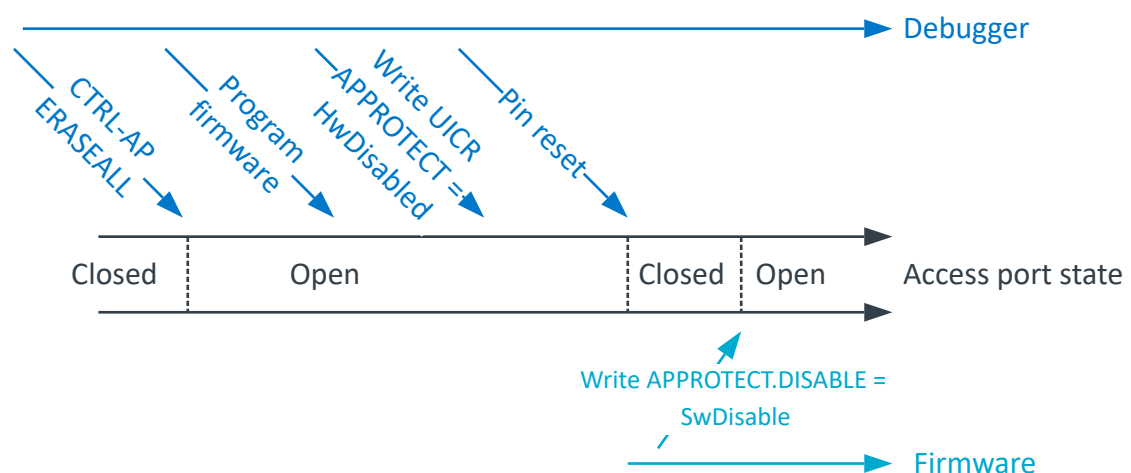 Debugger
CTRL-AP
ERASEALL
Program
firmware
Write UICR
APPROTECT =
HwDisabled
Pin reset
Closed
Open
Closed
Open
Access port state
Write APPROTECT.DISABLE =
SwDisable
Firmware